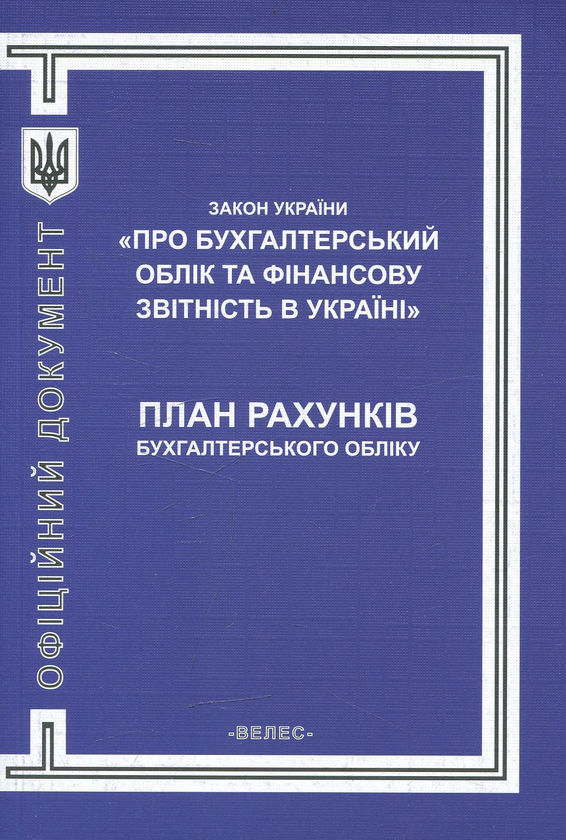 ЗАКОН УКРАЇНИ
«ПРО БУХГАЛТЕРСЬКИЙ
ОБЛІК ТА ФІНАНСОВУ
ЗВІТНІСТЬ В УКРАЇНІ»
ПЛАН РАХУНКІВ
БУХГАЛТЕРСЬКОГО ОБЛІКУ
ОФІЦІЙНИЙ ДОКУМЕНТ
-ВЕЛЕС-